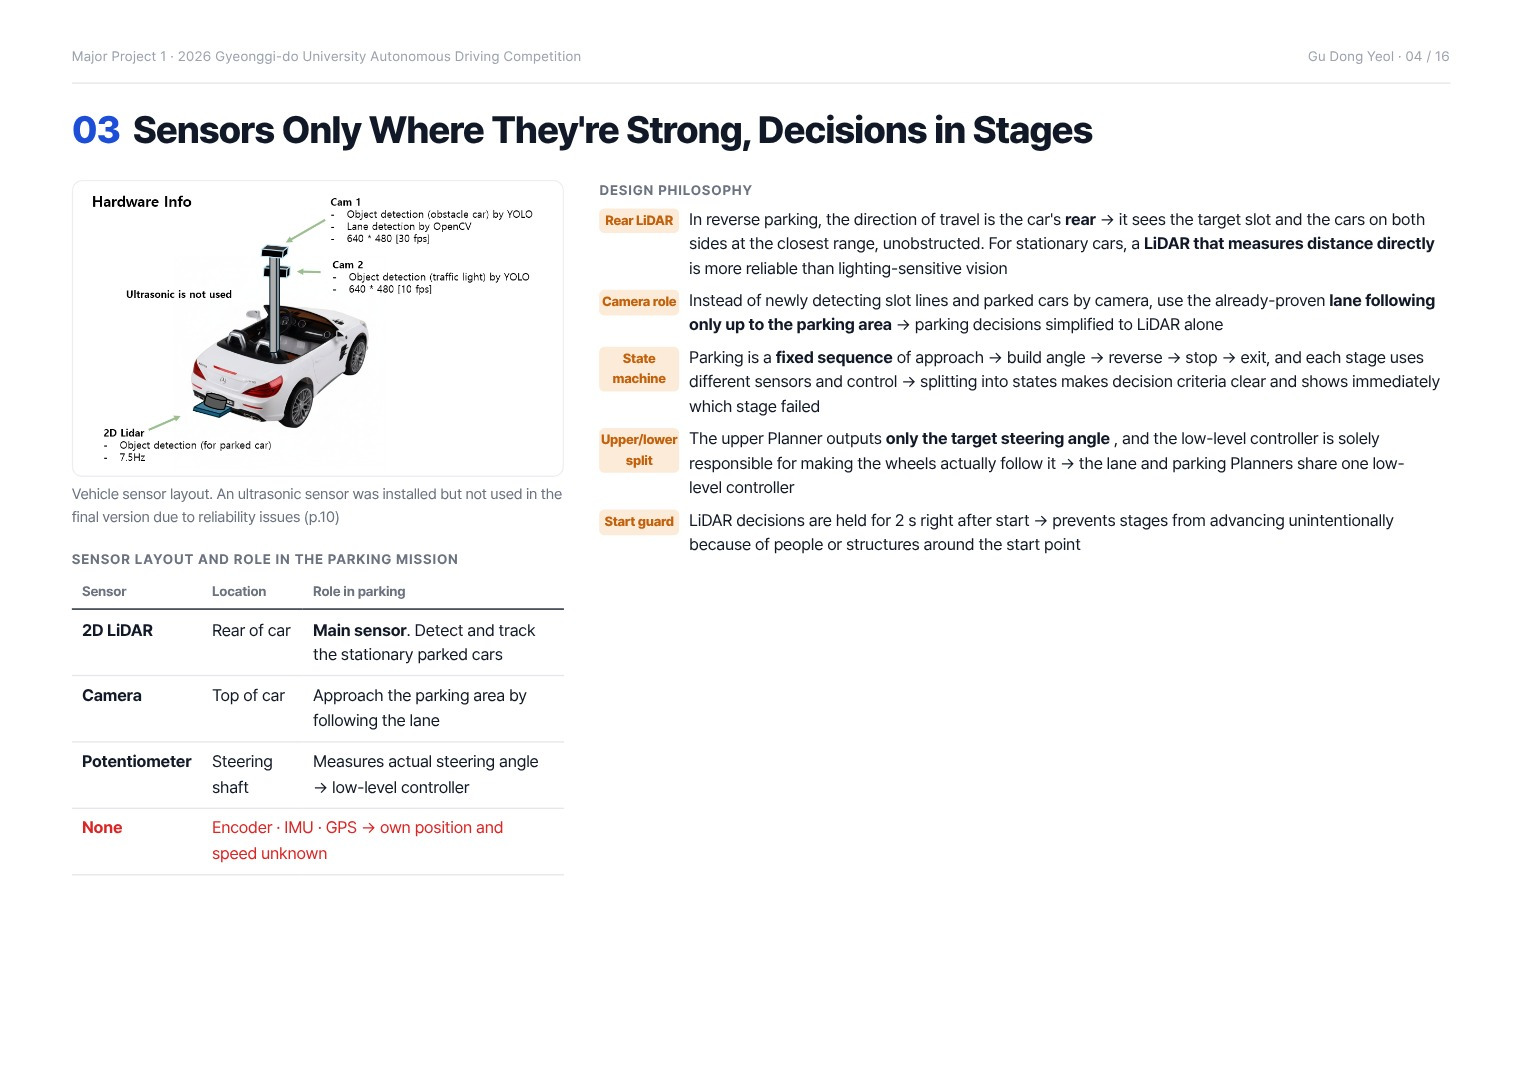 Major Project 1 · 2026 Gyeonggi-do University Autonomous Driving Competition
Gu Dong Yeol · 04 / 16
03 Sensors Only Where They're Strong, Decisions in Stages
Hardware Info
Cam 1
- Object detection (obstacle car) by YOLO
- Lane detection by OpenCV
- 640 * 480 [30 fps]
Cam 2
- Object detection (traffic light) by YOLO
- 640 * 480 [10 fps]
Ultrasonic is not used
2D Lidar
- Object detection (for parked car)
- 7.5Hz
Vehicle sensor layout. An ultrasonic sensor was installed but not used in the
final version due to reliability issues (p.10)
SENSOR LAYOUT AND ROLE IN THE PARKING MISSION
Sensor Location Role in parking
2D LiDAR Rear of car Main sensor. Detect and track
the stationary parked cars
Camera Top of car Approach the parking area by
following the lane
Potentiometer Steering Measures actual steering angle
shaft → low-level controller
None Encoder · IMU · GPS → own position and
speed unknown
DESIGN PHILOSOPHY
Rear LiDAR In reverse parking, the direction of travel is the car's rear → it sees the target slot and the cars on both
sides at the closest range, unobstructed. For stationary cars, a LiDAR that measures distance directly
is more reliable than lighting-sensitive vision
Camera role Instead of newly detecting slot lines and parked cars by camera, use the already-proven lane following
only up to the parking area → parking decisions simplified to LiDAR alone
State Parking is a fixed sequence of approach → build angle → reverse → stop → exit, and each stage uses
machine different sensors and control → splitting into states makes decision criteria clear and shows immediately
which stage failed
Upper/lower The upper Planner outputs only the target steering angle , and the low-level controller is solely
split responsible for making the wheels actually follow it → the lane and parking Planners share one low-
level controller
Start guard LiDAR decisions are held for 2 s right after start → prevents stages from advancing unintentionally
because of people or structures around the start point